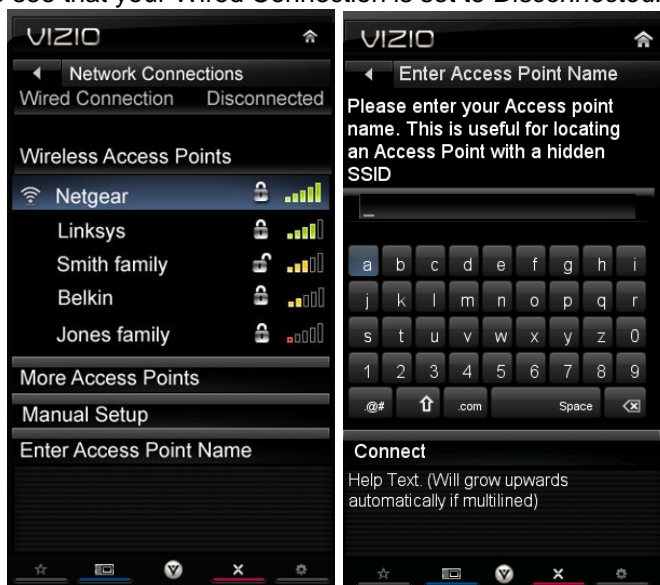 see that your Wired Connection is set to Disconnected.
VIZIO
Network Connections
Wired Connection Disconnected
Wireless Access Points
Netgear
Linksys
Smith family
Belkin
Jones family
More Access Points
Manual Setup
Enter Access Point Name
VIZIO
Enter Access Point Name
Please enter your Access point
name. This is useful for locating
an Access Point with a hidden
SSID
_
a b c d e f g h i
j k l m n o p q r
s t u v w x y z 0
1 2 3 4 5 6 7 8 9
.@# .com Space
Connect
Help Text. (Will grow upwards
automatically if multilined)